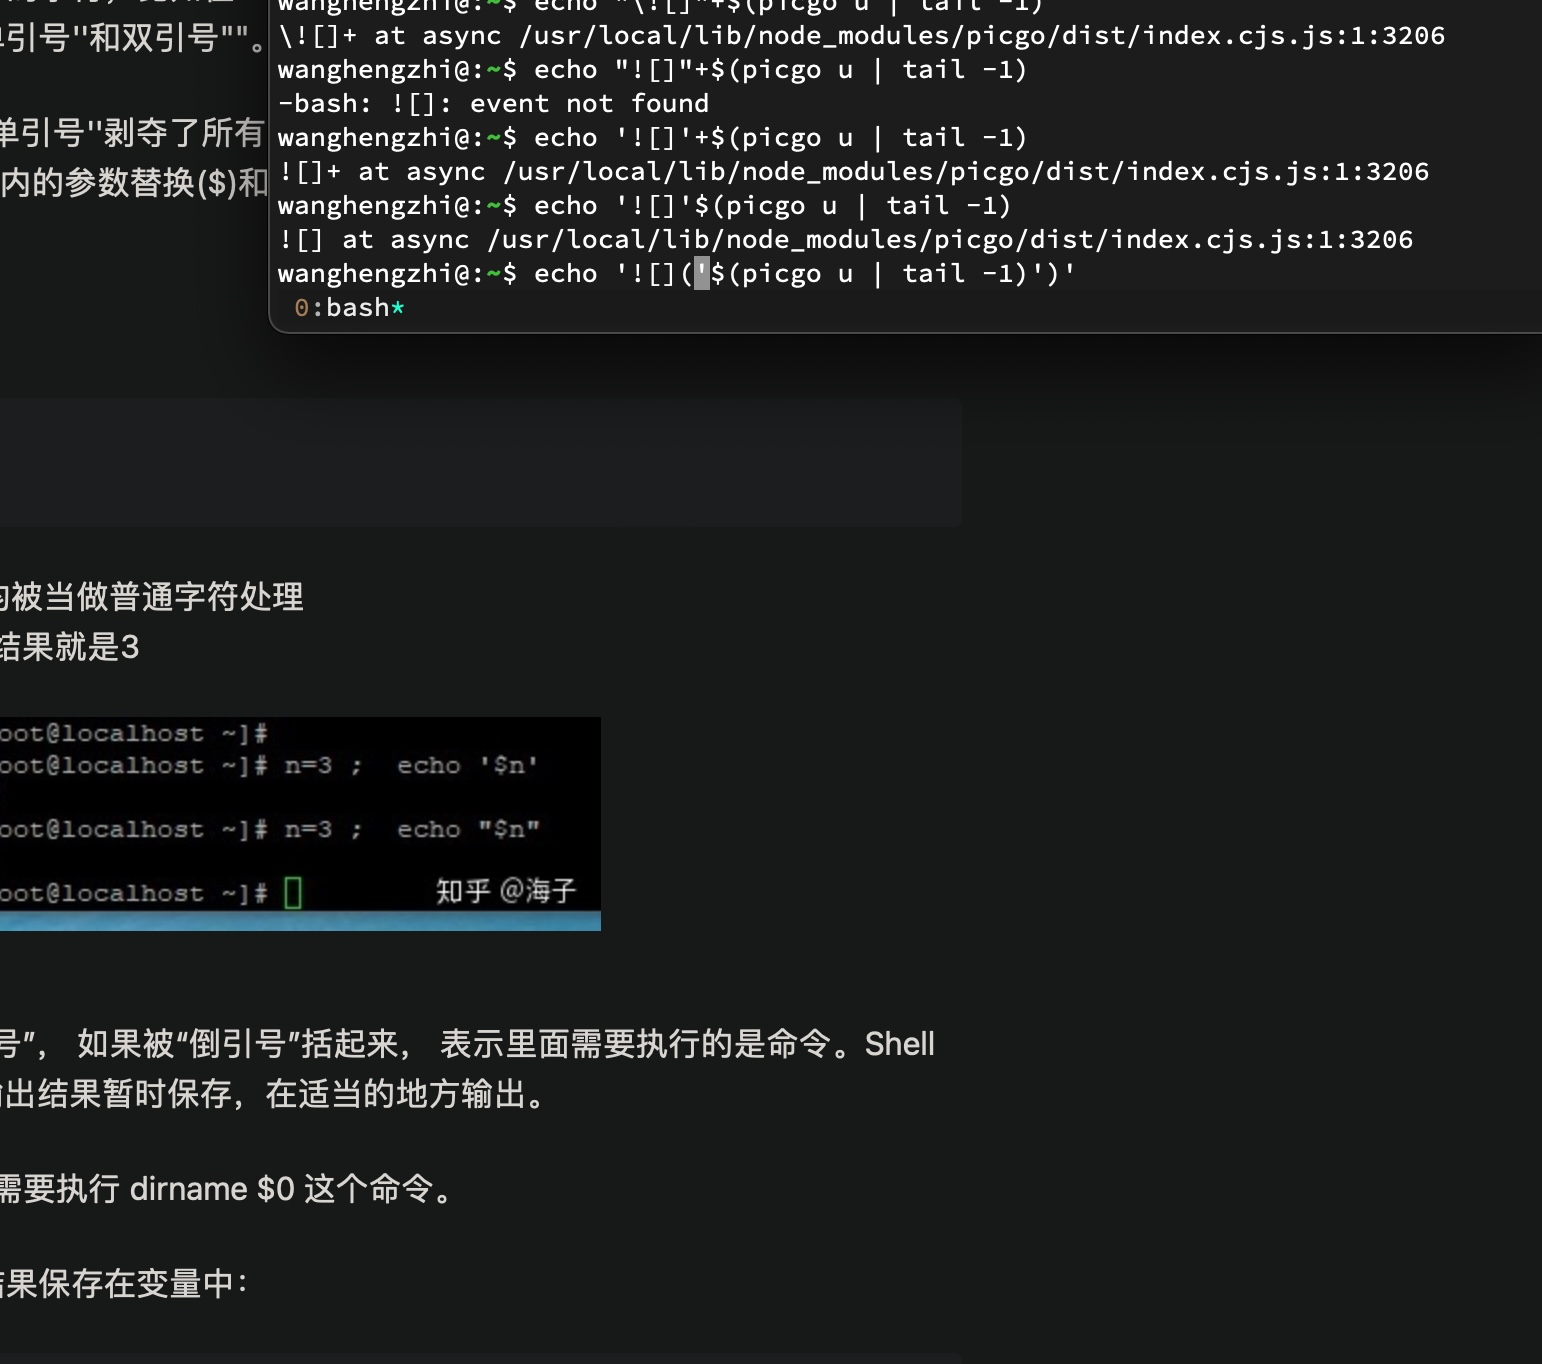 wanghengzhi@:~$ echo "\![]"+$(picgo u | tail -1)
引号''和双引号""。
\![]+ at async /usr/local/lib/node_modules/picgo/dist/index.cjs.js:1:3206
wanghengzhi@:~$ echo "![]"+$(picgo u | tail -1)
-bash: ![]: event not found
单引号''剥夺了所有
wanghengzhi@:~$ echo '![]'+$(picgo u | tail -1)
![]+ at async /usr/local/lib/node_modules/picgo/dist/index.cjs.js:1:3206
内的参数替换($)和
wanghengzhi@:~$ echo '![]'$(picgo u | tail -1)
![] at async /usr/local/lib/node_modules/picgo/dist/index.cjs.js:1:3206
wanghengzhi@:~$ echo '![]('$(picgo u | tail -1)')'
0:bash*
被当做普通字符处理
结果就是3
oot@localhost ~]#
oot@localhost ~]# n=3 ; echo '$n'
oot@localhost ~]# n=3 ; echo "$n"
oot@localhost ~]#
知乎 @海子
号”， 如果被“倒引号”括起来， 表示里面需要执行的是命令。Shell
出结果暂时保存，在适当的地方输出。
需要执行 dirname $0 这个命令。
果保存在变量中：